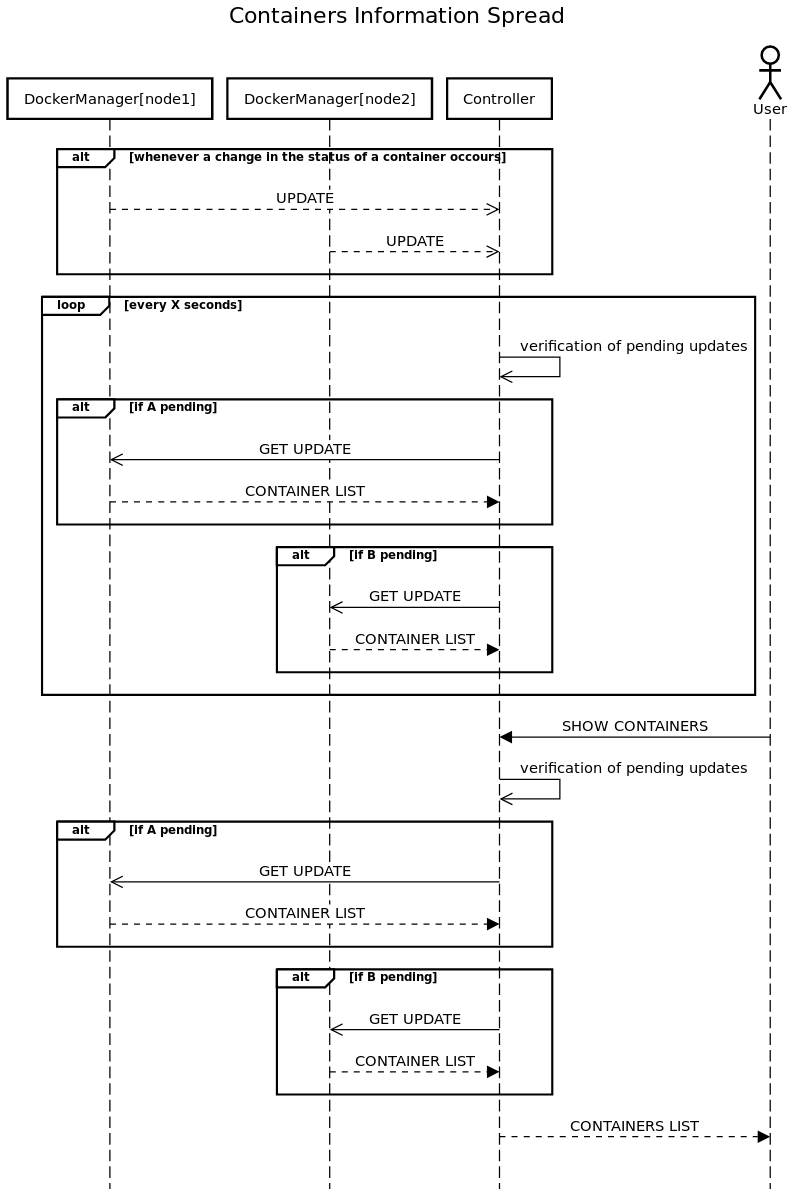 Containers Information Spread
User
DockerManager[node1]
DockerManager[node2]
Controller
alt
[whenever a change in the status of a container occours]
UPDATE
UPDATE
loop
[every X seconds]
verification of pending updates
alt
[if A pending]
GET UPDATE
CONTAINER LIST
alt
[if B pending]
GET UPDATE
CONTAINER LIST
SHOW CONTAINERS
verification of pending updates
alt
[if A pending]
GET UPDATE
CONTAINER LIST
alt
[if B pending]
GET UPDATE
CONTAINER LIST
CONTAINERS LIST